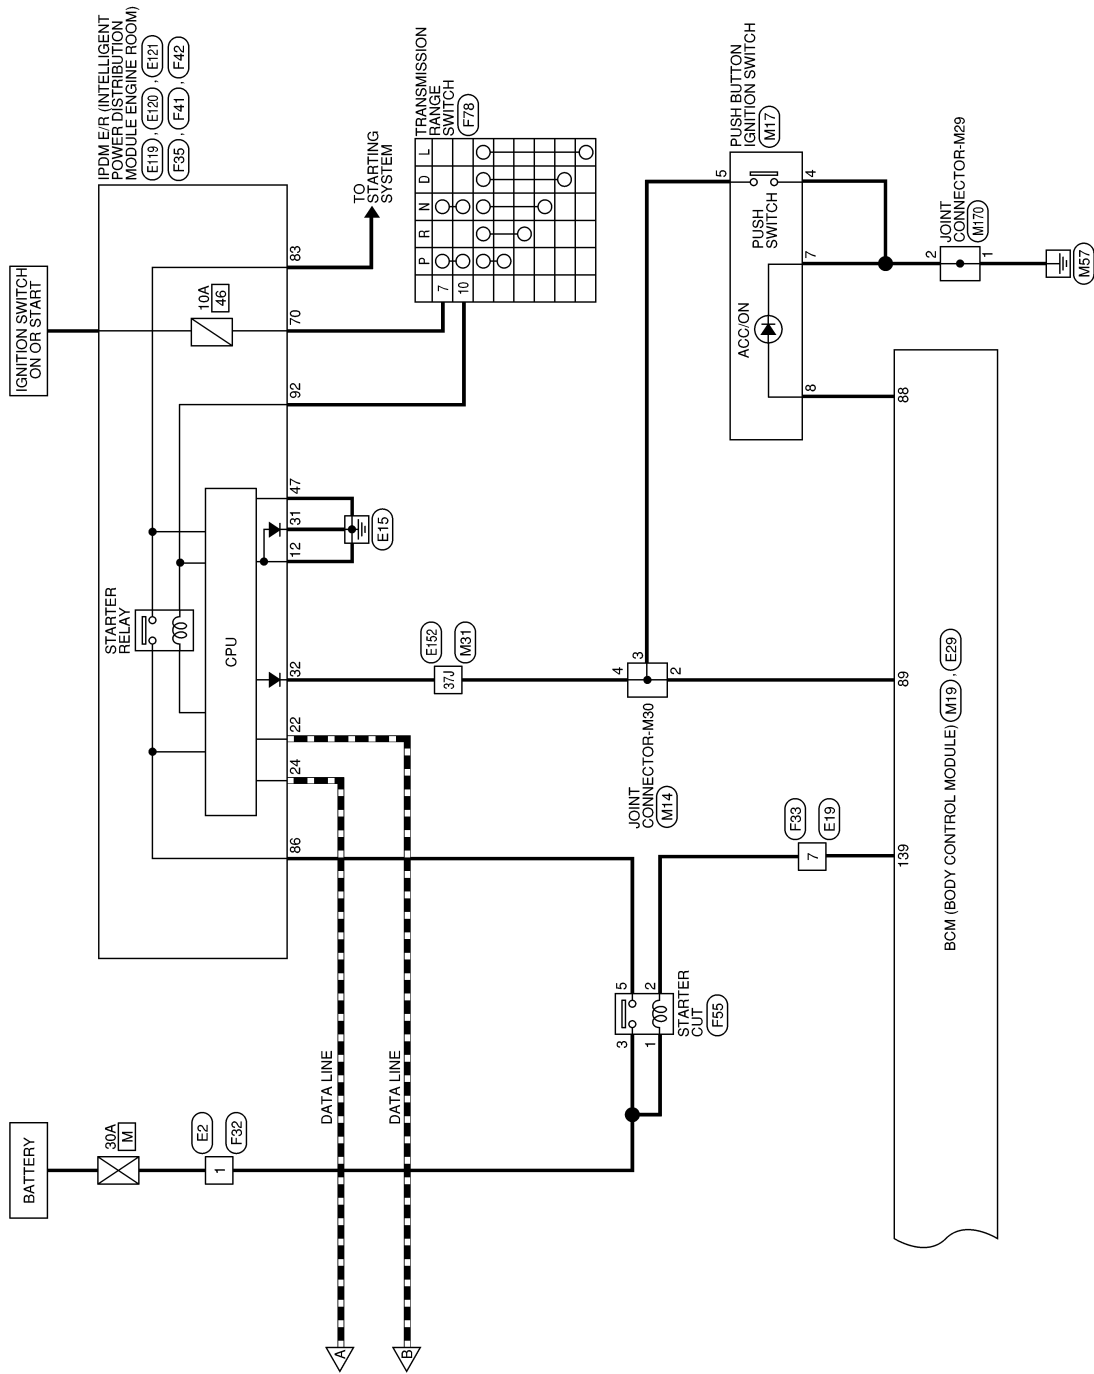 BATTERY
30A
M
E2
1
F32
A
DATA LINE
B
DATA LINE
IGNITION SWITCH
ON OR START
IPDM E/R (INTELLIGENT
POWER DISTRIBUTION
MODULE ENGINE ROOM)
E119 , E120 , E121
F35 , F41 , F42
STARTER
RELAY
CPU
10A
46
86
24
22
32
12
31
47
92
70
83
E15
TO
STARTING
SYSTEM
TRANSMISSION
RANGE
SWITCH
F78
P R N D L
7
10
E152
37J
M31
4
3
2
JOINT
CONNECTOR-M30
M14
3
5
1
2
STARTER
CUT
F55
F33
7
E19
PUSH BUTTON
IGNITION SWITCH
M17
5
PUSH
SWITCH
4
ACC/ON
7
8
JOINT
CONNECTOR-M29
M170
2
1
M57
139
89
88
BCM (BODY CONTROL MODULE) M19 , E29